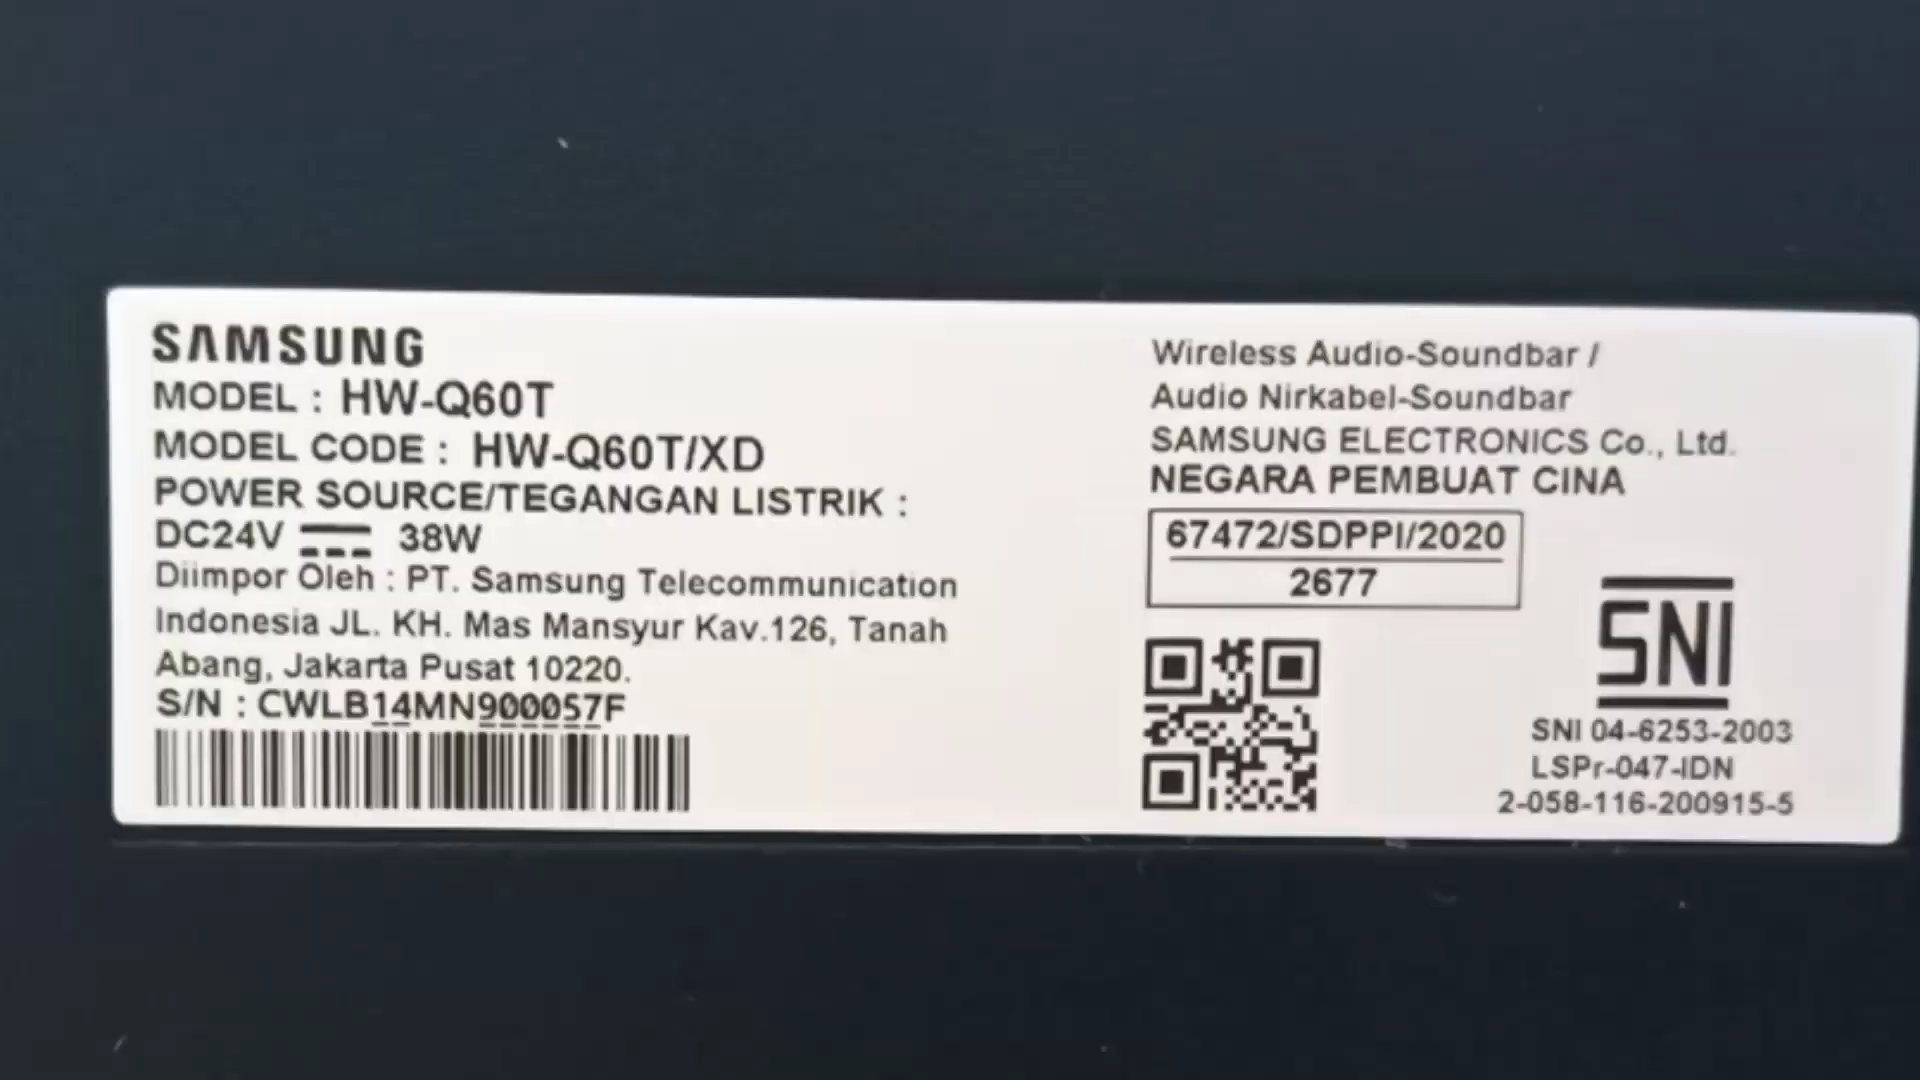 SAMSUNG
MODEL : HW-Q60T
MODEL CODE : HW-Q60T/XD
POWER SOURCE/TEGANGAN LISTRIK :
DC24V 38W
Diimpor Oleh : PT. Samsung Telecommunication
Indonesia JL. KH. Mas Mansyur Kav.126, Tanah
Abang, Jakarta Pusat 10220.
S/N : CWLB14MN900057F
Wireless Audio-Soundbar /
Audio Nirkabel-Soundbar
SAMSUNG ELECTRONICS Co., Ltd.
NEGARA PEMBUAT CINA
67472/SDPPI/2020
2677
SNI
SNI 04-6253-2003
LSPr-047-IDN
2-058-116-200915-5